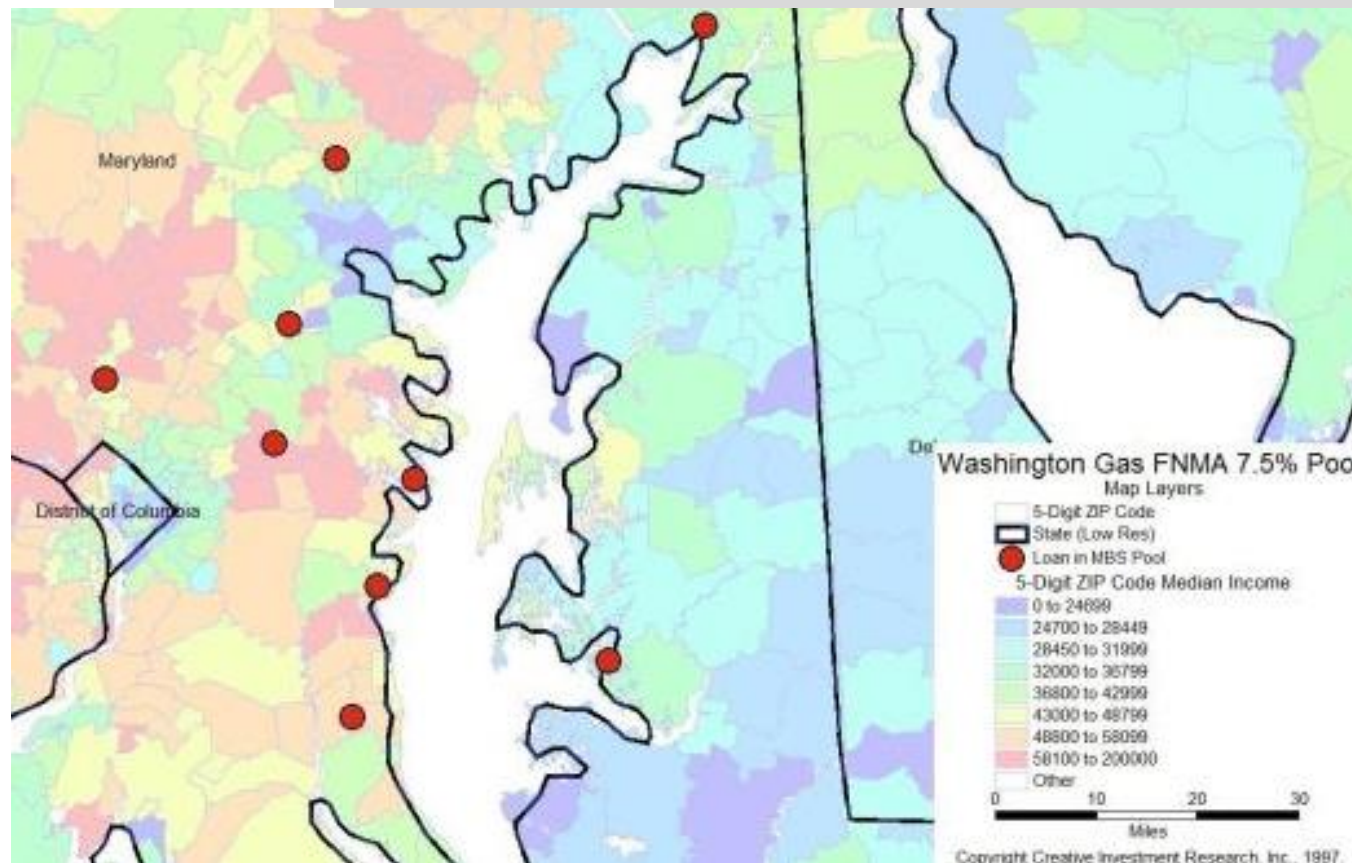 Maryland
District of Columbia
De
Washington Gas FNMA 7.5% Poo
Map Layers
5-Digit ZIP Code
State (Low Res)
Loan in MBS Pool
5-Digit ZIP Code Median Income
0 to 24699
24700 to 28449
28450 to 31999
32000 to 36799
36800 to 42999
43000 to 48799
48800 to 58099
58100 to 200000
Other
0 10 20 30
Miles
Copyright Creative Investment Research, Inc., 1997.